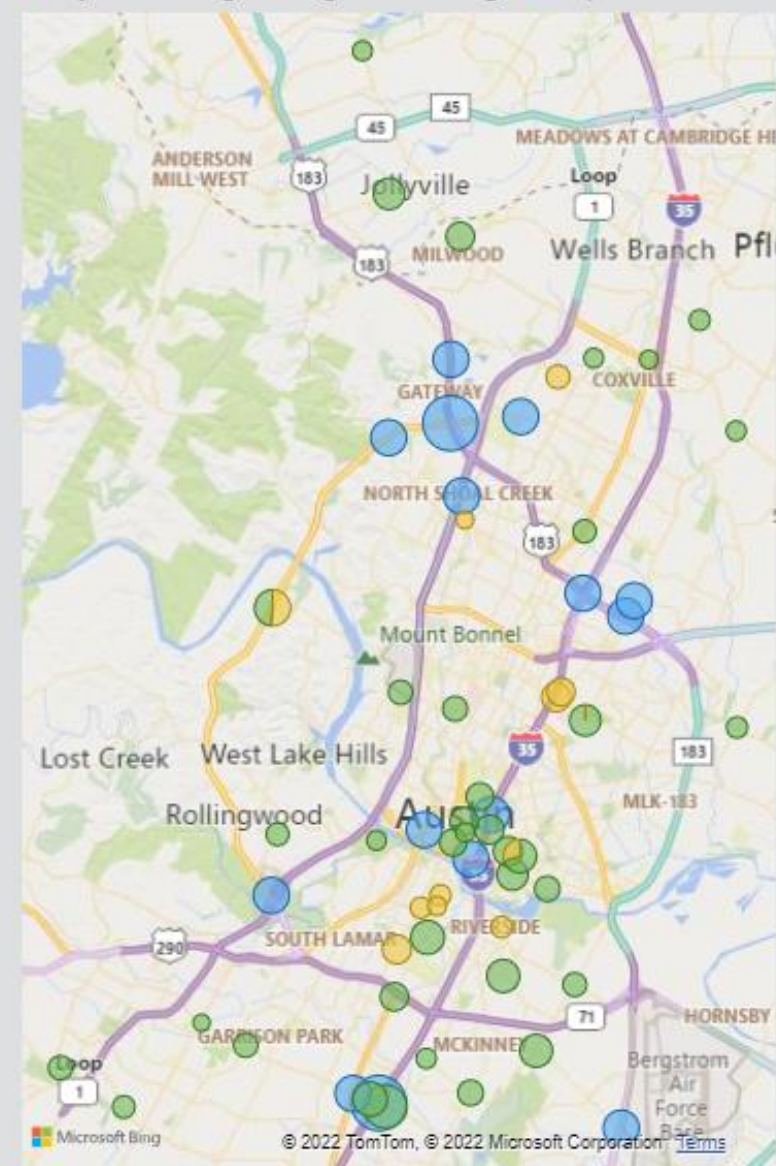 45
45
MEADOWS AT CAMBRIDGE HE
ANDERSON
MILL WEST
183
Jollyville
Loop
1
35
MILWOOD
183
Wells Branch
Pfl
GATEWAY
COXVILLE
NORTH SHOAL CREEK
183
Mount Bonnel
35
183
Lost Creek
West Lake Hills
MLK-183
Rollingwood
Austin
SOUTH LAMAR
RIVERSIDE
290
71
HORNSBY
GARRISON PARK
MCKINNEY
Loop
1
Bergstrom
Air
Force
Base
Microsoft Bing
© 2022 TomTom, © 2022 Microsoft Corporation Terms